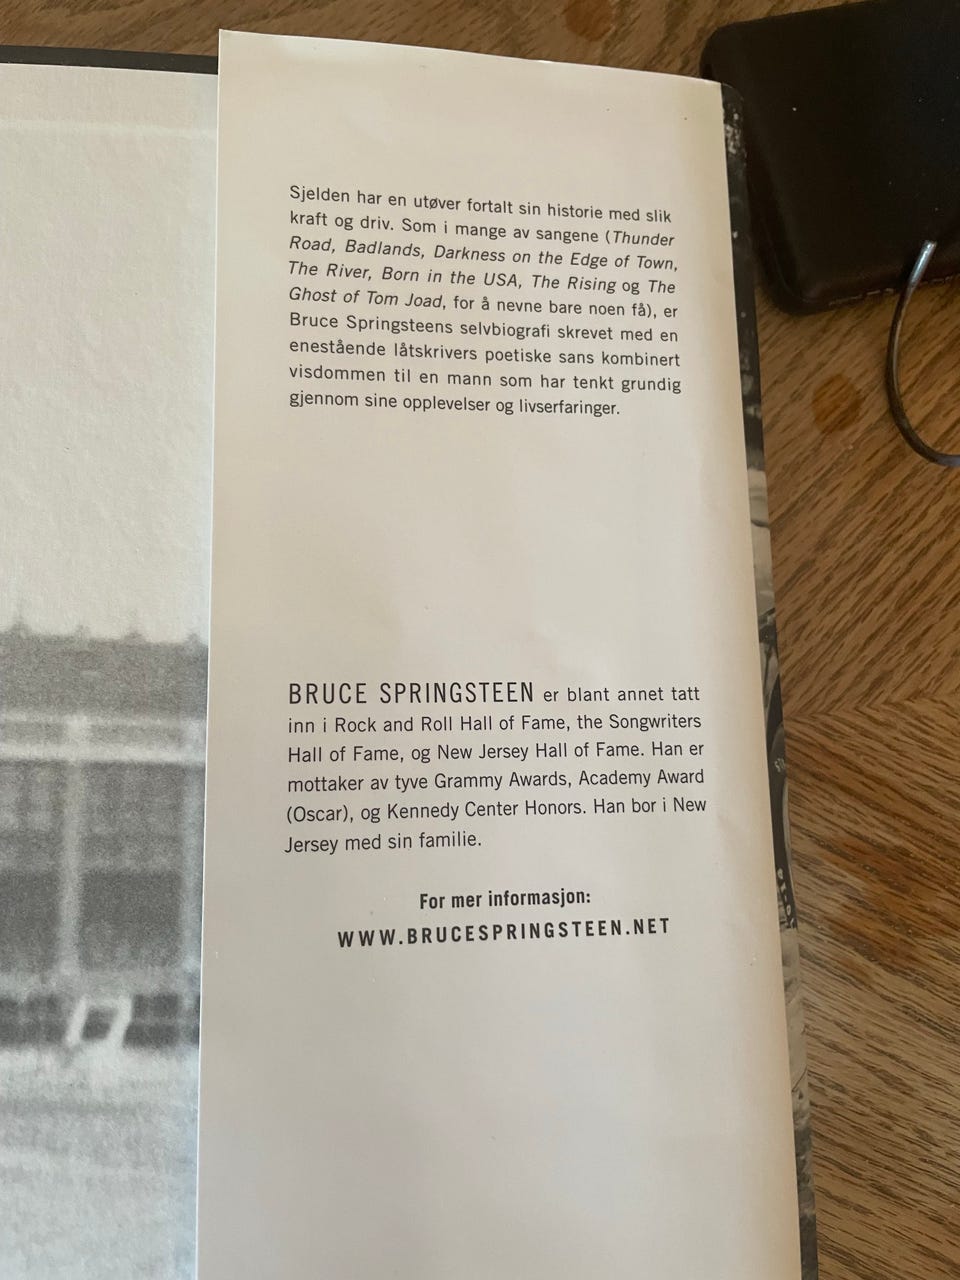 Sjelden har en utøver fortalt sin historie med slik
kraft og driv. Som i mange av sangene (Thunder
Road, Badlands, Darkness on the Edge of Town,
The River, Born in the USA, The Rising og The
Ghost of Tom Joad, for å nevne bare noen få), er
Bruce Springsteens selvbiografi skrevet med en
enestående låtskrivers poetiske sans kombinert
visdommen til en mann som har tenkt grundig
gjennom sine opplevelser og livserfaringer.
BRUCE SPRINGSTEEN er blant annet tatt
inn i Rock and Roll Hall of Fame, the Songwriters
Hall of Fame, og New Jersey Hall of Fame. Han er
mottaker av tyve Grammy Awards, Academy Award
(Oscar), og Kennedy Center Honors. Han bor i New
Jersey med sin familie.
For mer informasjon:
WWW.BRUCESPRINGSTEEN.NET